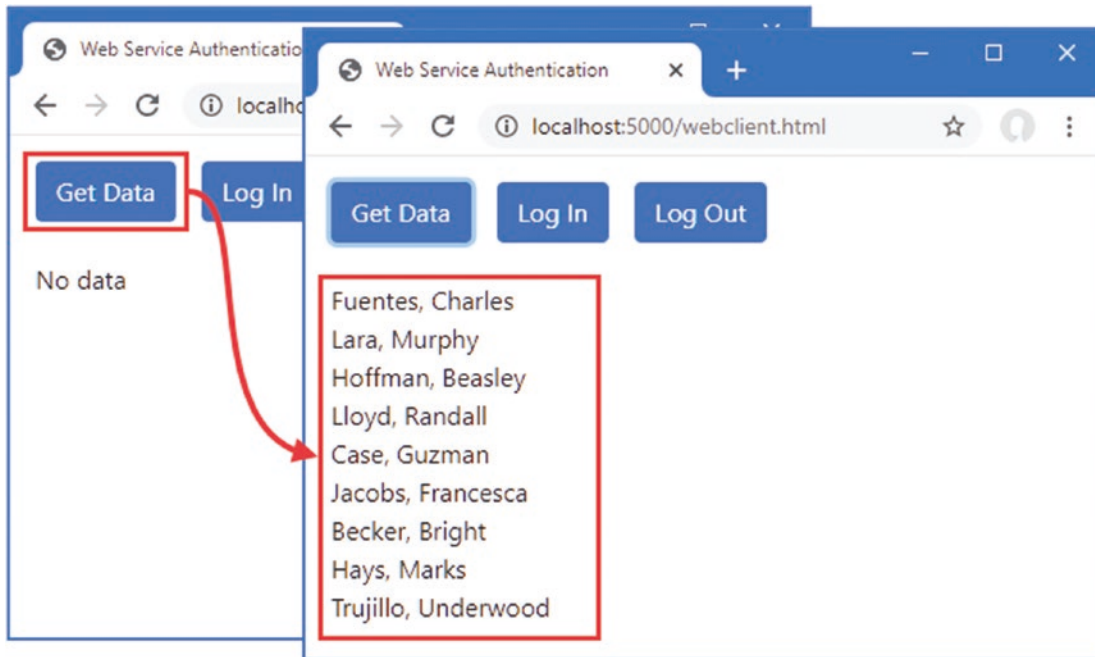 Web Service Authenticatio
localho
Get Data
Log In
No data
Web Service Authentication
localhost:5000/webclient.html
Get Data
Log In
Log Out
Fuentes, Charles
Lara, Murphy
Hoffman, Beasley
Lloyd, Randall
Case, Guzman
Jacobs, Francesca
Becker, Bright
Hays, Marks
Trujillo, Underwood